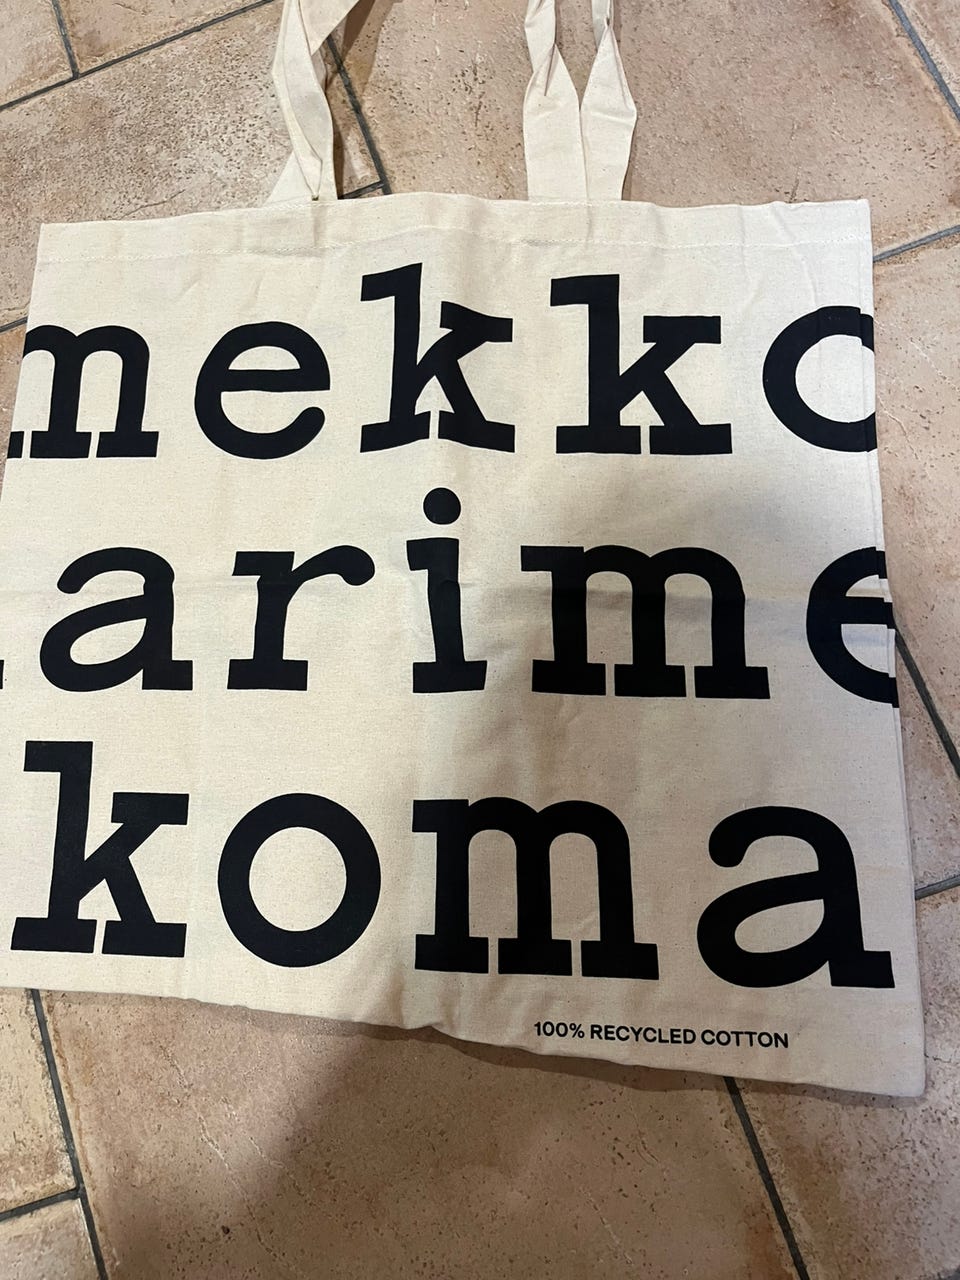 mekko
arime
koma
100% RECYCLED COTTON